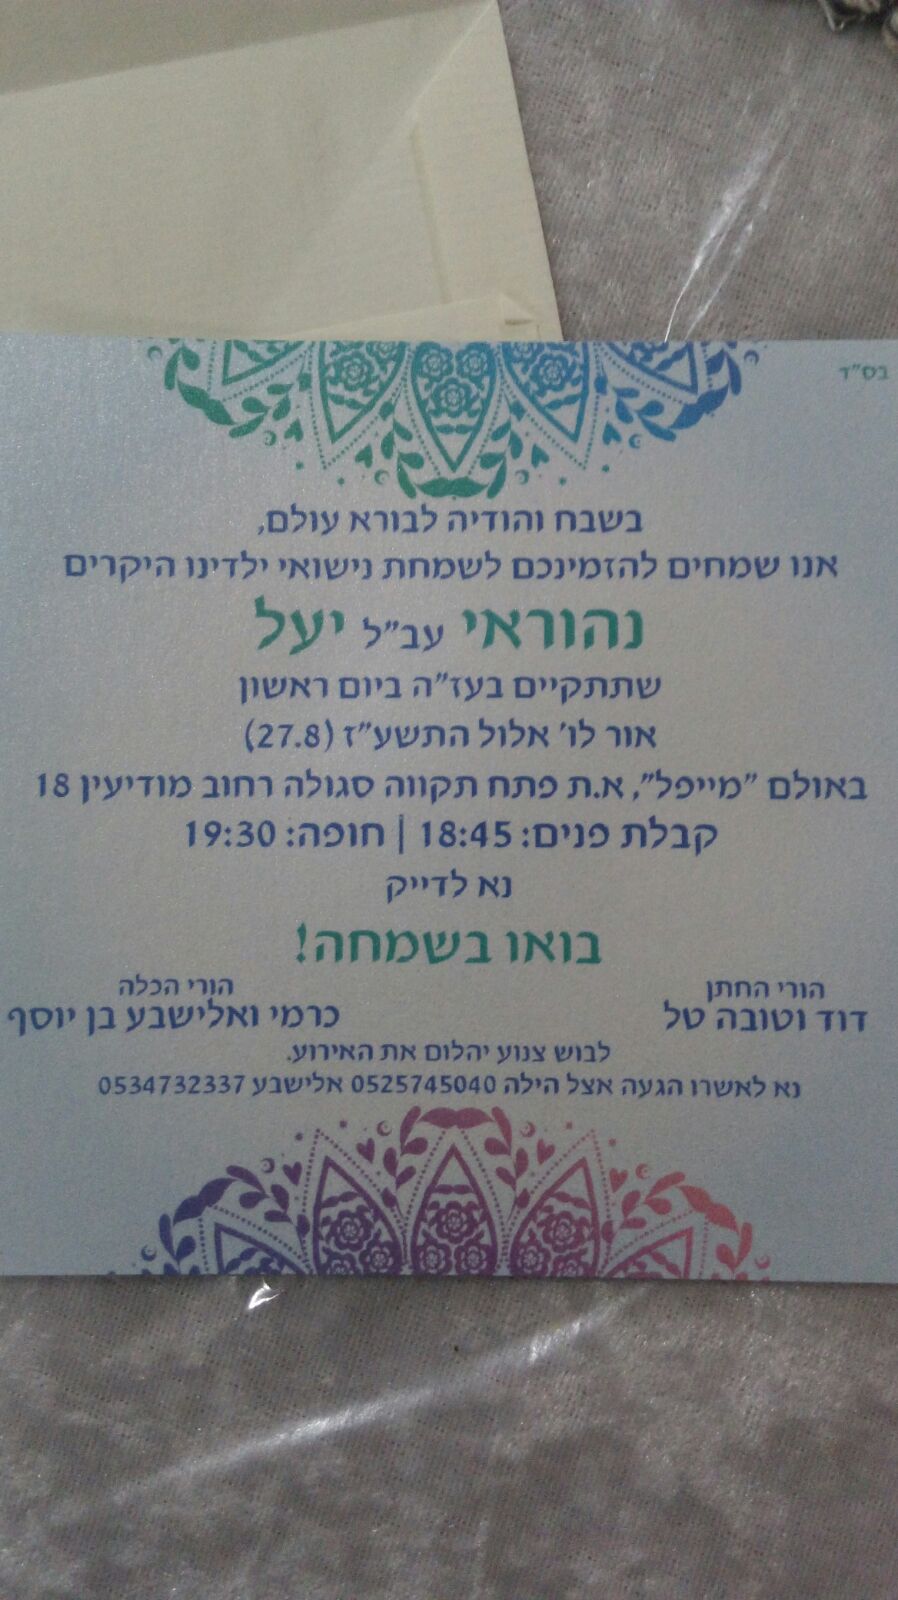 בס"ד
בשבח והודיה לבורא עולם,
אנו שמחים להזמינכם לשמחת נישואי ילדינו היקרים
נהוראי עב"ל יעל
שתתקיים בעז"ה ביום ראשון
אור לו' אלול התשע"ז (27.8)
באולם "מייפל", א.ת פתח תקווה סגולה רחוב מודיעין 18
קבלת פנים: 18:45 | חופה: 19:30
נא לדייק
בואו בשמחה!
הורי החתן
דוד וטובה טל
הורי הכלה
כרמי ואלישבע בן יוסף
לבוש צנוע יהלום את האירוע.
נא לאשרו הגעה אצל הילה 0525745040 אלישבע 0534732337